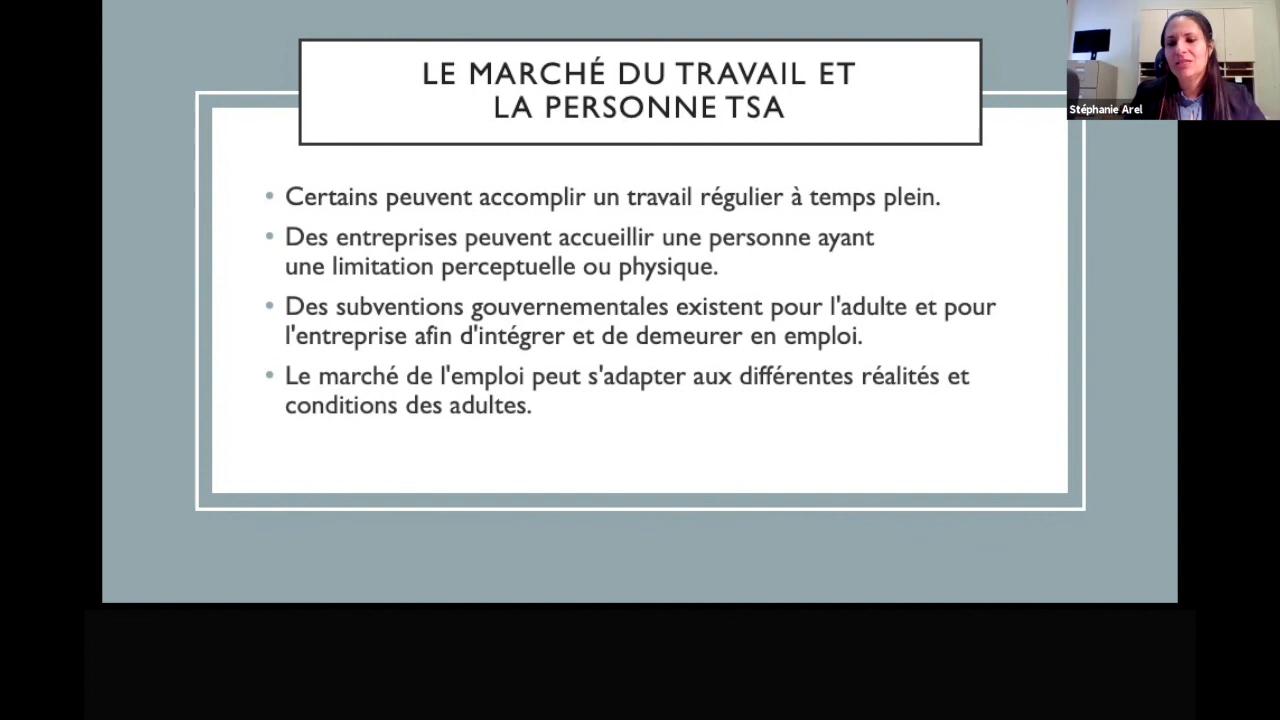 LE MARCHÉ DU TRAVAIL ET
LA PERSONNE TSA
• Certains peuvent accomplir un travail régulier à temps plein.
• Des entreprises peuvent accueillir une personne ayant
une limitation perceptuelle ou physique.
• Des subventions gouvernementales existent pour l'adulte et pour
l'entreprise afin d'intégrer et de demeurer en emploi.
• Le marché de l'emploi peut s'adapter aux différentes réalités et
conditions des adultes.
Stéphanie Arel